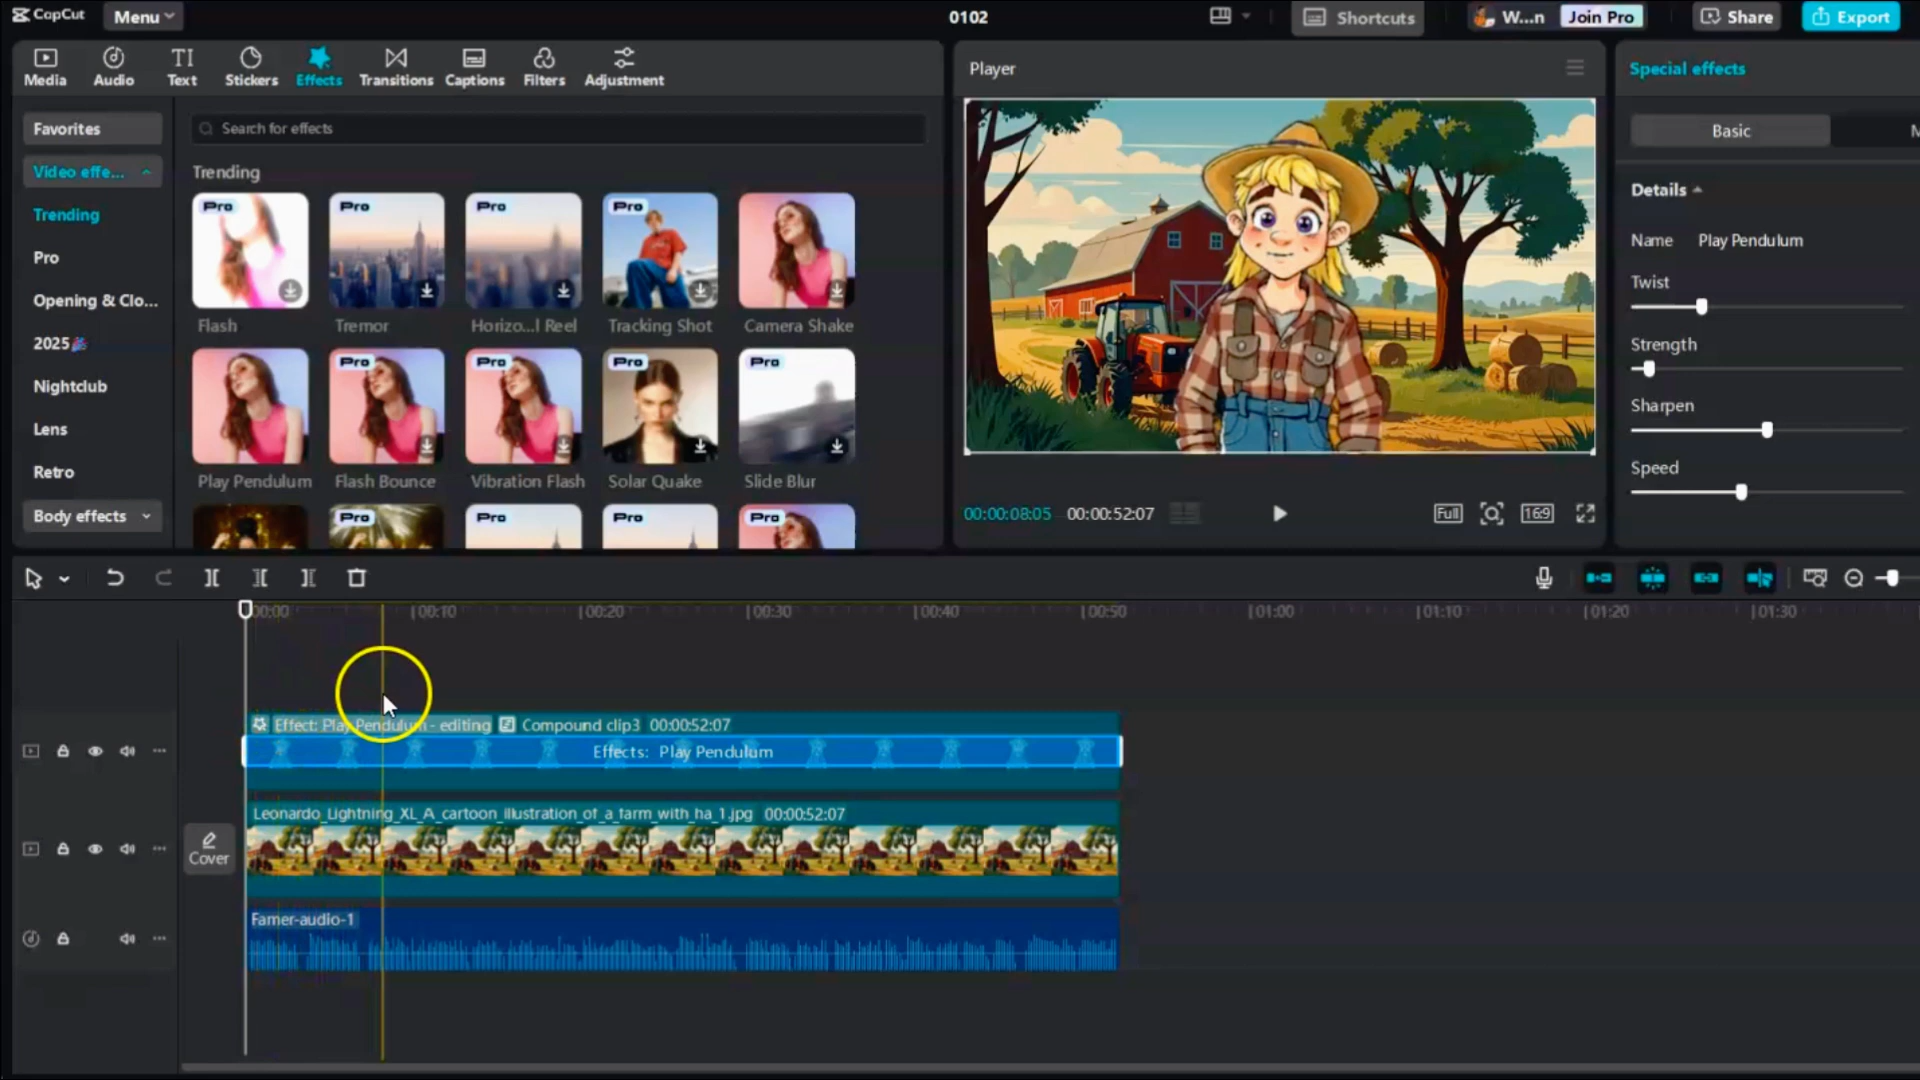 CapCut
Menu
0102
Shortcuts
W...n
Join Pro
Share
Export
Media
Audio
TI
Text
Stickers
Effects
Transitions
Captions
Filters
Adjustment
Player
Special effects
Favorites
Search for effects
Basic
M
Video effe...
Trending
Details
Trending
Pro
Pro
Pro
Pro
Name
Play Pendulum
Pro
Twist
Opening & Clo...
Flash
Tremor
Horizo...l Reel
Tracking Shot
Camera Shake
2025
Strength
Pro
Pro
Pro
Pro
Nightclub
Sharpen
Lens
Retro
Play Pendulum
Flash Bounce
Vibration Flash
Solar Quake
Slide Blur
Speed
Body effects
Pro
Pro
Pro
Pro
00:00:08:05
00:00:52:07
Full
16:9
00:00
00:10
00:20
00:30
00:40
00:50
01:00
01:10
01:20
01:30
Effect: Play Pendulum - editing
Compound clip3
00:00:52:07
Effects: Play Pendulum
Leonardo_Lightning_XL_A_cartoon_illustration_of_a_farm_with_ha_1.jpg
00:00:52:07
Cover
Famer-audio-1